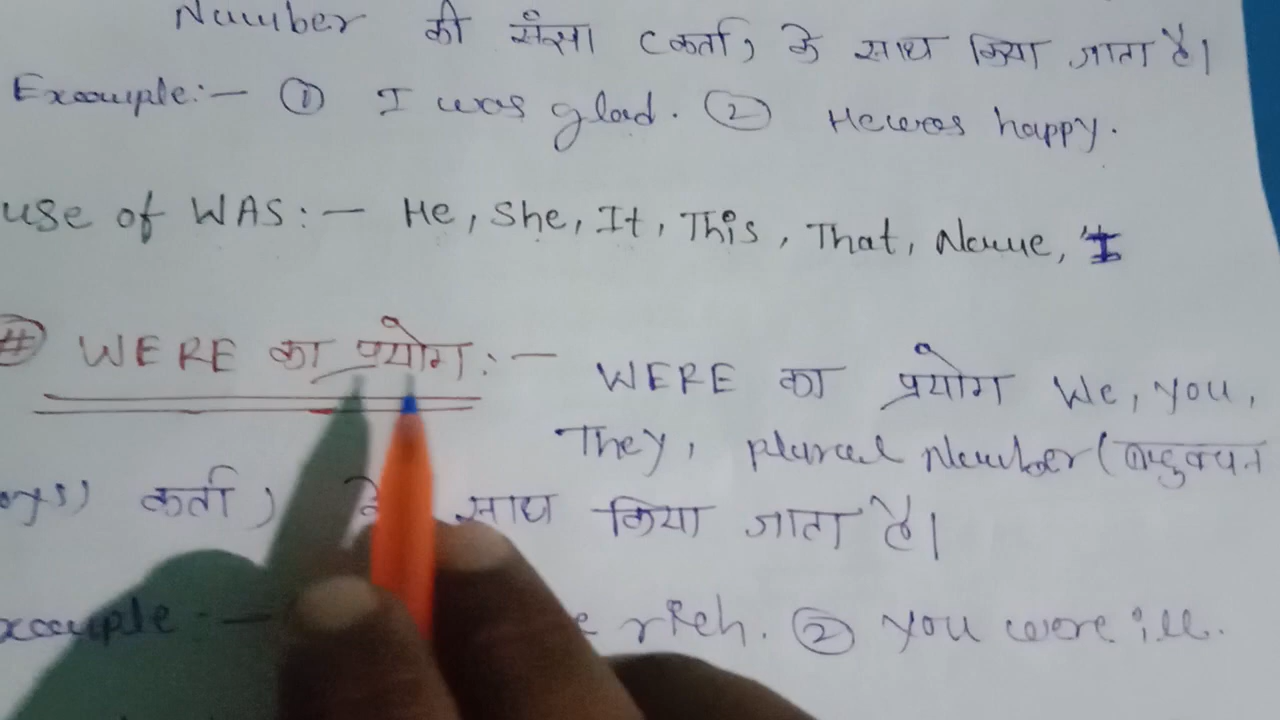 Number की संज्ञा (कर्ता) के साथ किया जाता है।
Example:- ① I was glad. ② He was happy.
use of WAS:- He, She, It, This, That, Name, I
# WERE का प्रयोग:- WERE का प्रयोग We, you,
They, plural Number (बहुवचन
कर्ता) के साथ किया जाता है।
xample:- rich. ② You were ill.